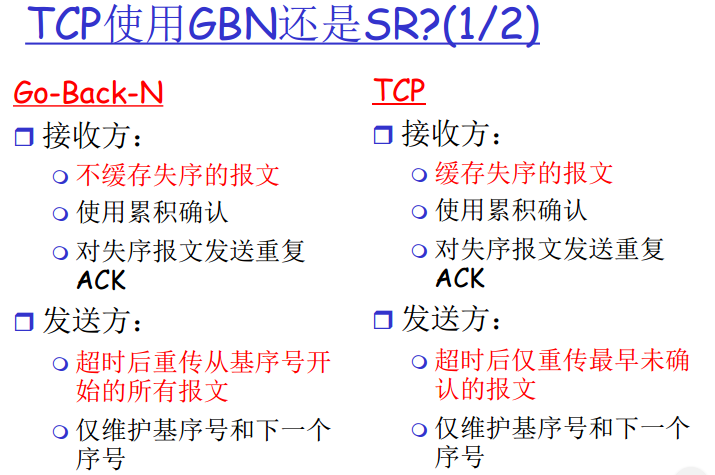 TCP使用GBN还是SR?(1/2)
Go-Back-N
接收方：
不缓存失序的报文
使用累积确认
对失序报文发送重复
ACK
发送方：
超时后重传从基序号开
始的所有报文
仅维护基序号和下一个
序号
TCP
接收方：
缓存失序的报文
使用累积确认
对失序报文发送重复
ACK
发送方：
超时后仅重传最早未确
认的报文
仅维护基序号和下一个
序号